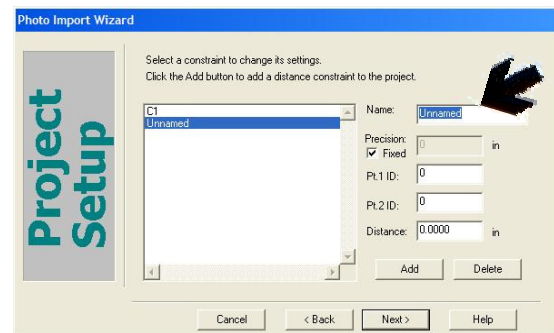 Photo Import Wizard
Project
Setup
Select a constraint to change its settings.
Click the Add button to add a distance constraint to the project.
C1
Unnamed
Name: Unnamed
Precision: 0 in
Fixed
Pt.1 ID: 0
Pt.2 ID: 0
Distance: 0.0000 in
Add Delete
Cancel < Back Next > Help